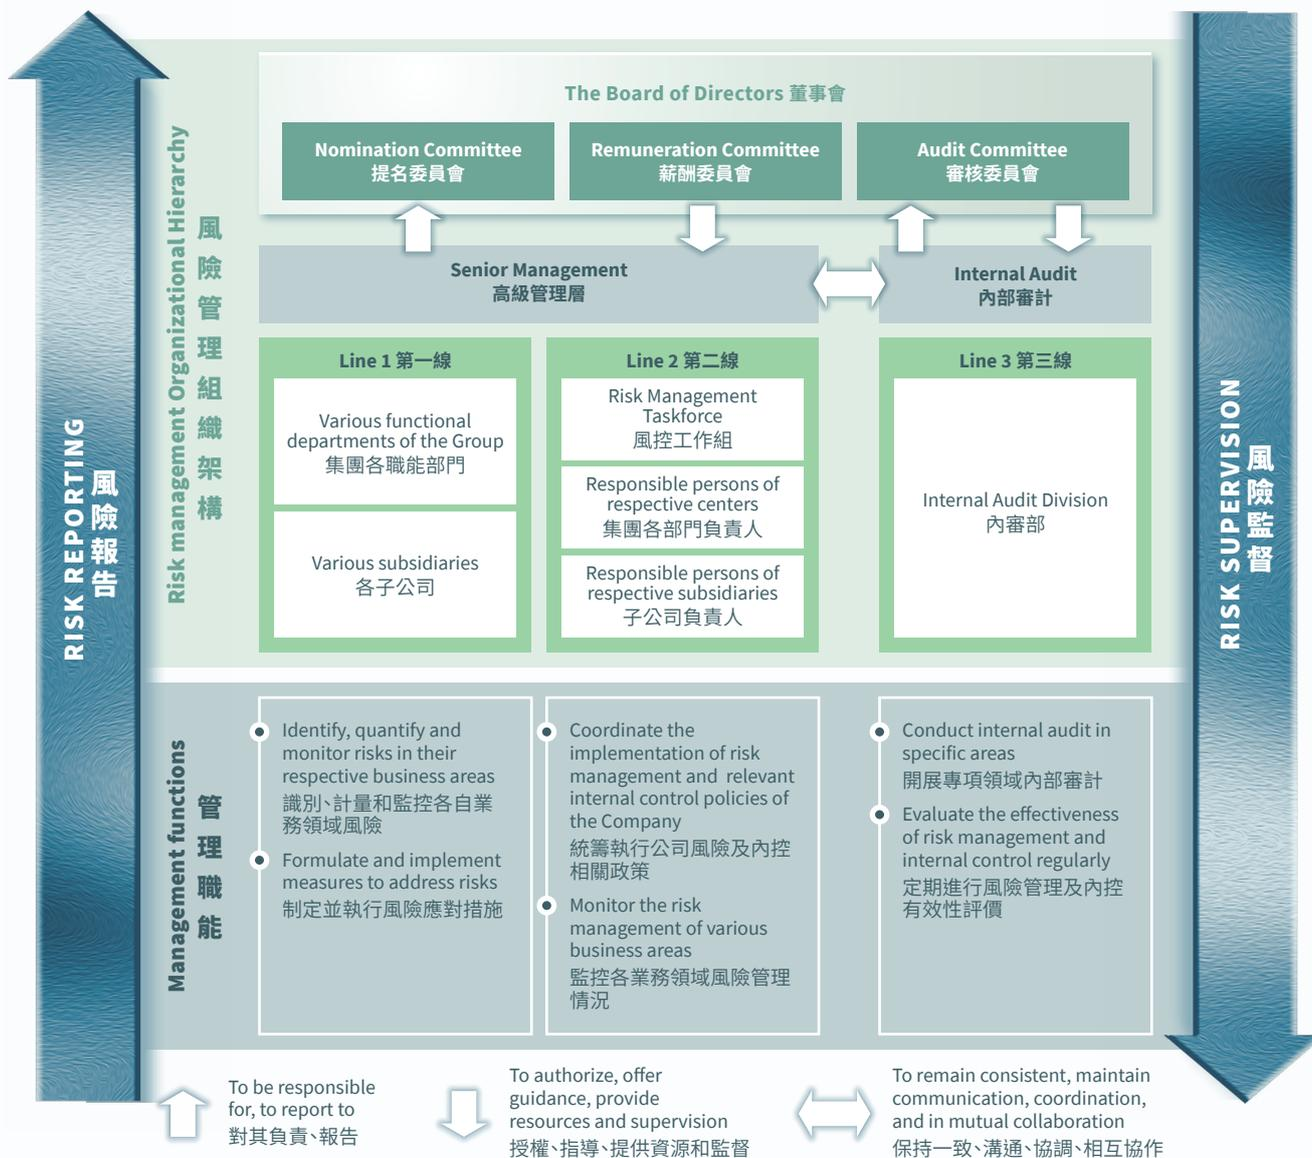 The Board of Directors 董事會
Nomination Committee
提名委員會
Remuneration Committee
薪酬委員會
Audit Committee
審核委員會
Senior Management
高級管理層
Internal Audit
內部審計
Line 1 第一線
Various functional
departments of the Group
集團各職能部門
Various subsidiaries
各子公司
Line 2 第二線
Risk Management
Taskforce
風控工作組
Responsible persons of
respective centers
集團各部門負責人
Responsible persons of
respective subsidiaries
子公司負責人
Line 3 第三線
Internal Audit Division
內審部
Risk management Organizational Hierarchy
風險管理組織架構
RISK REPORTING
風險報告
RISK SUPERVISION
風險監督
Management functions
管理職能
Identify, quantify and
monitor risks in their
respective business areas
識別、計量和監控各自業
務領域風險
Formulate and implement
measures to address risks
制定並執行風險應對措施
Coordinate the
implementation of risk
management and relevant
internal control policies of
the Company
統籌執行公司風險及內控
相關政策
Monitor the risk
management of various
business areas
監控各業務領域風險管理
情況
Conduct internal audit in
specific areas
開展專項領域內部審計
Evaluate the effectiveness
of risk management and
internal control regularly
定期進行風險管理及內控
有效性評價
To be responsible
for, to report to
對其負責、報告
To authorize, offer
guidance, provide
resources and supervision
授權、指導、提供資源和監督
To remain consistent, maintain
communication, coordination,
and in mutual collaboration
保持一致、溝通、協調、相互協作